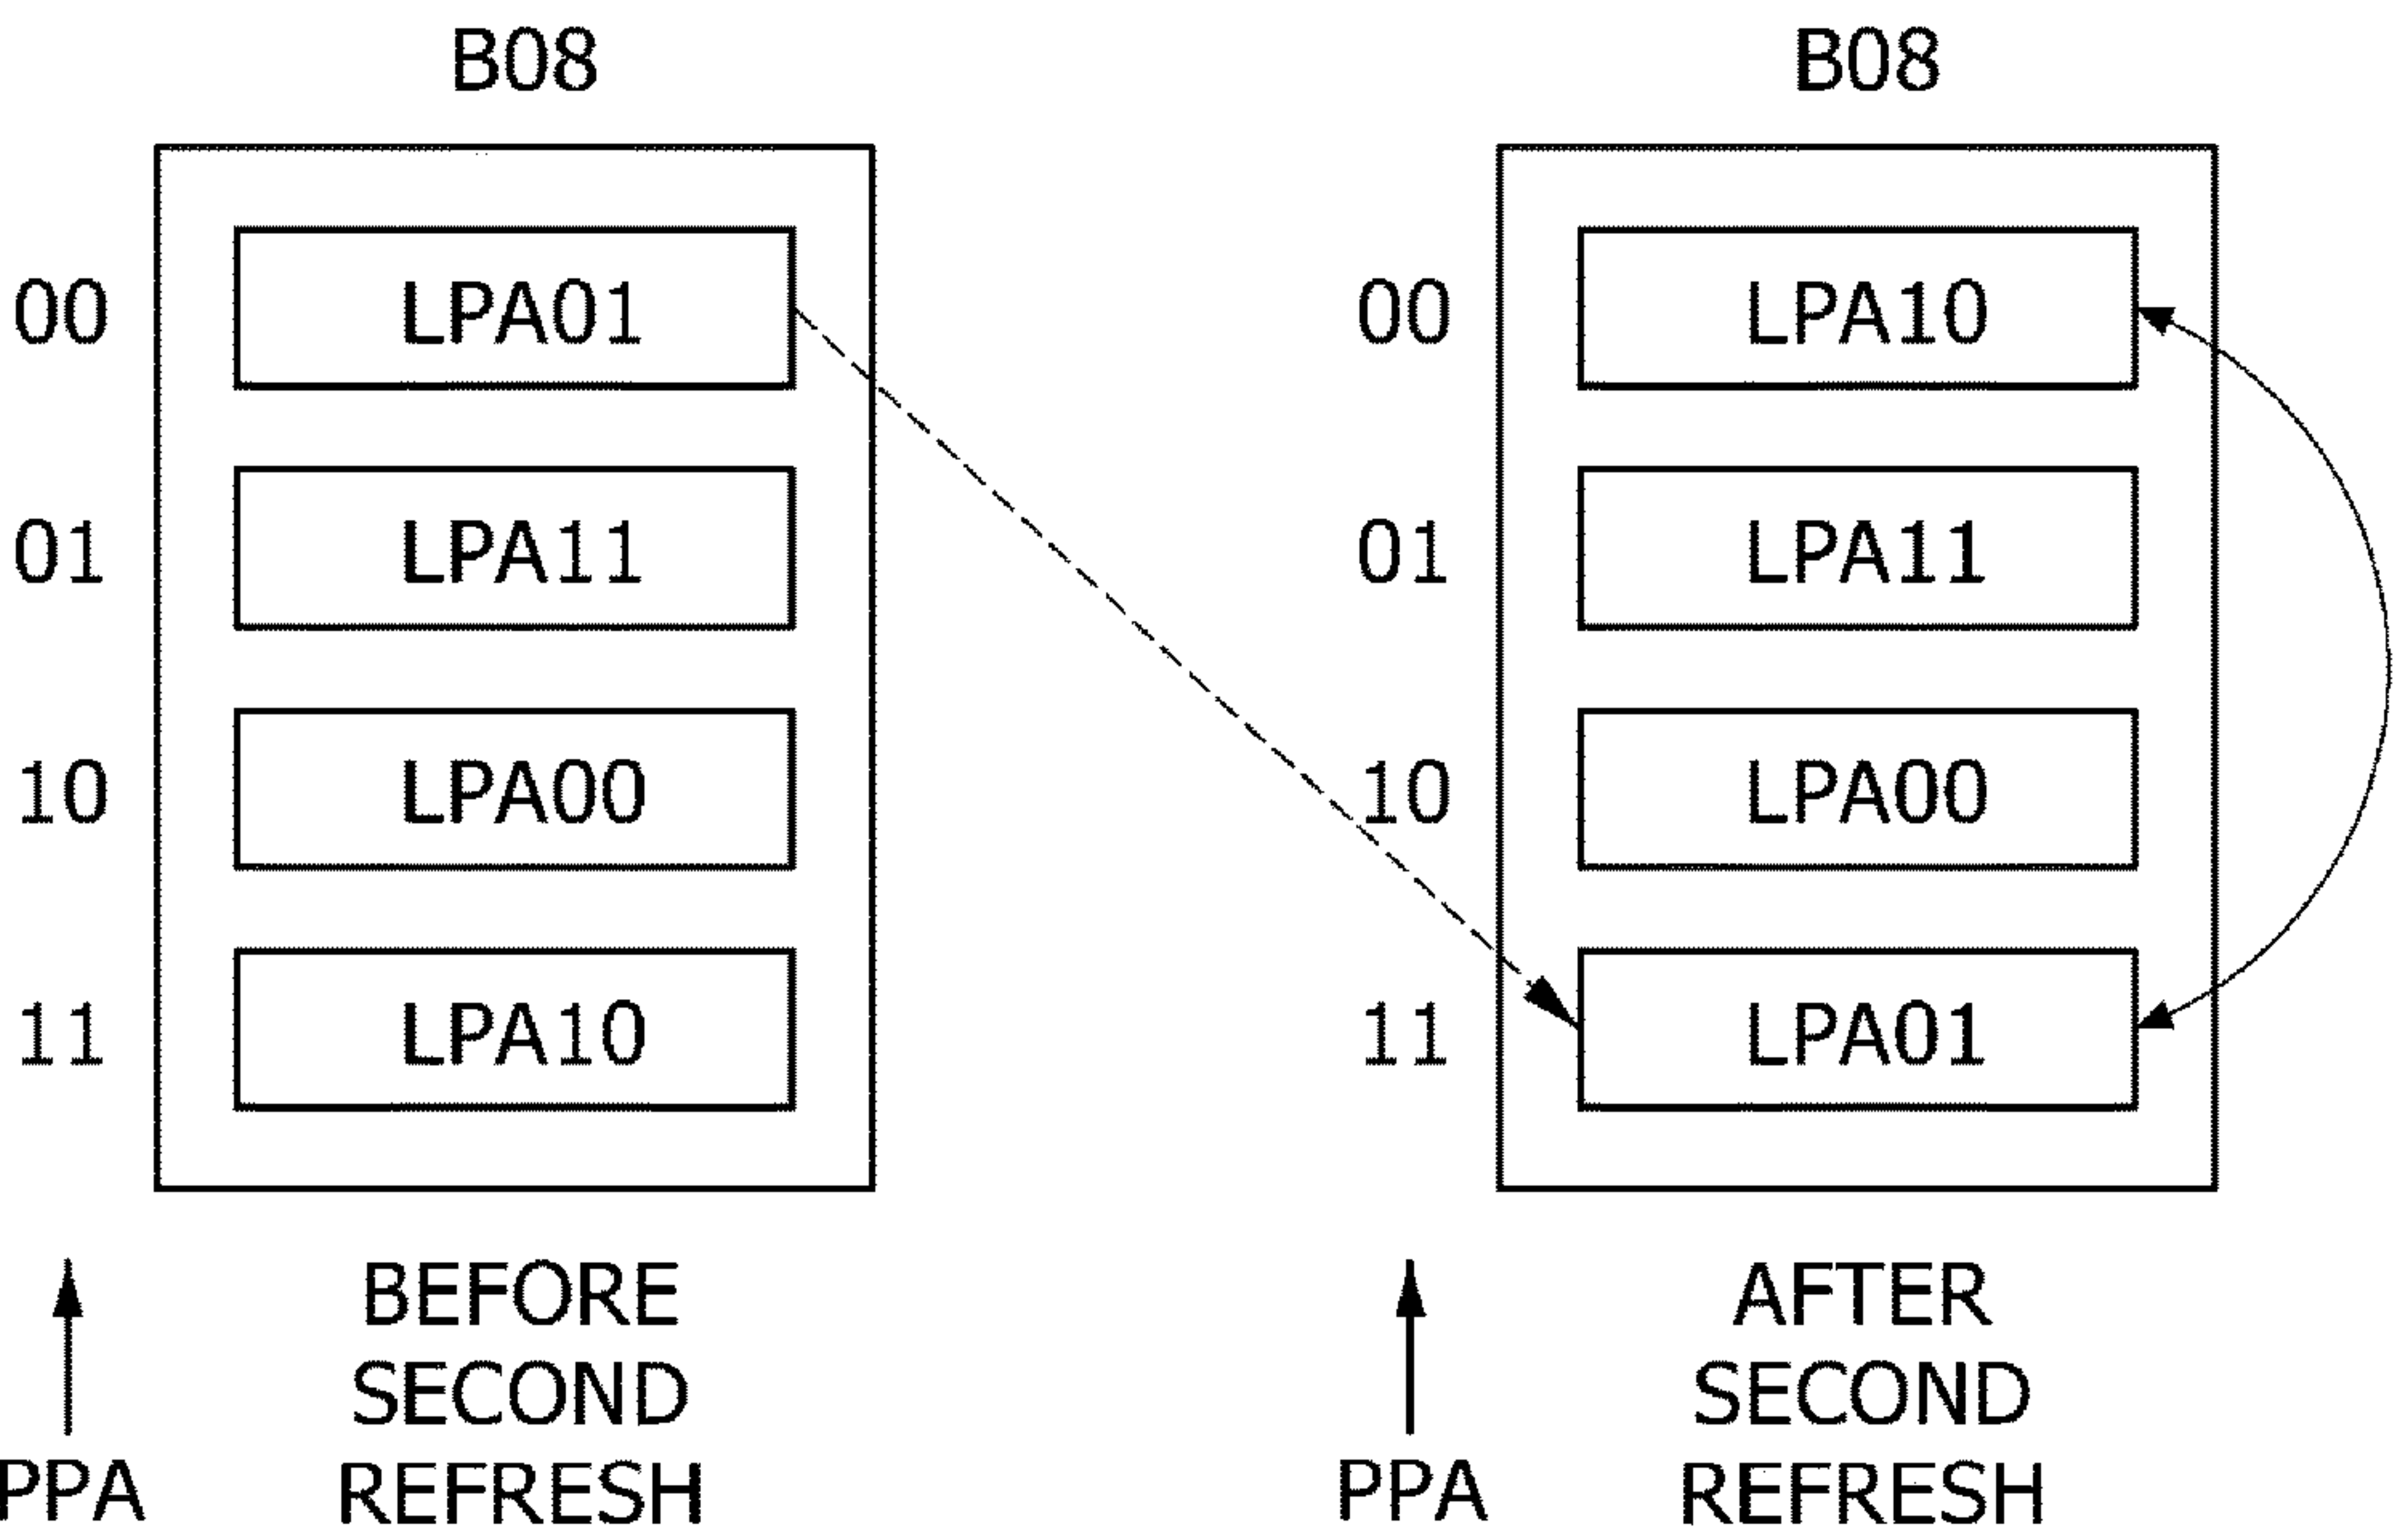 B08
00 LPA01
01 LPA11
10 LPA00
11 LPA10
PPA
BEFORE
SECOND
REFRESH
B08
00 LPA10
01 LPA11
10 LPA00
11 LPA01
PPA
AFTER
SECOND
REFRESH